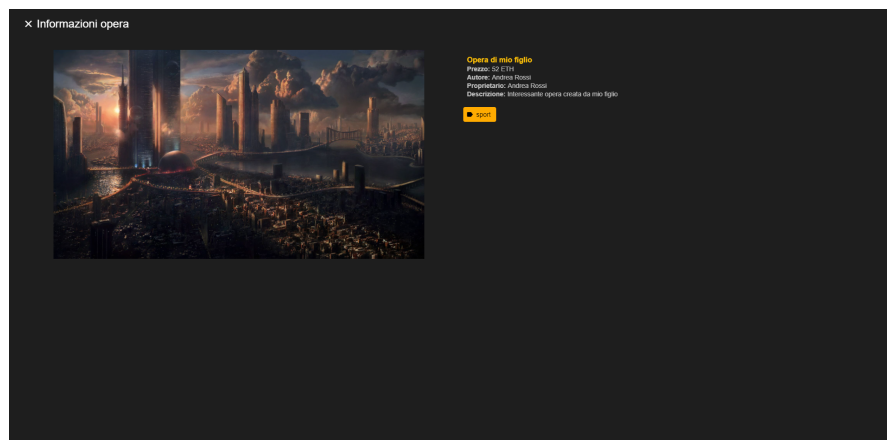 × Informazioni opera
Opera di mio figlio
Prezzo: 52 ETH
Autore: Andrea Rossi
Proprietario: Andrea Rossi
Descrizione: Interessante opera creata da mio figlio
sport